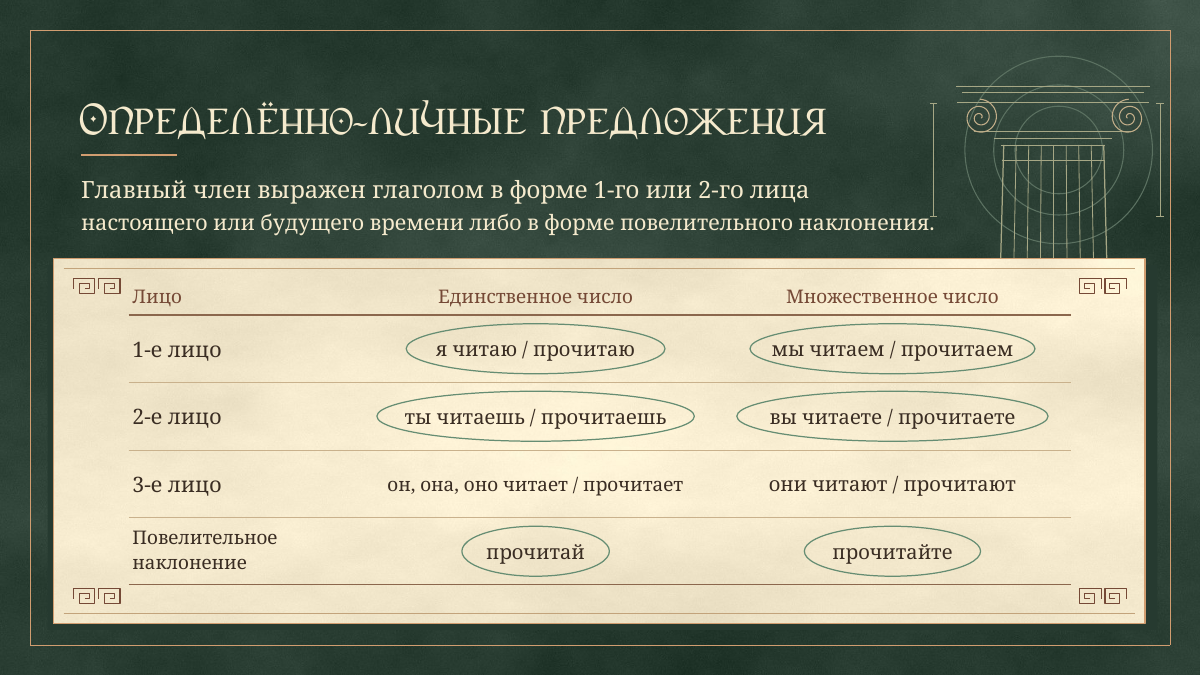 Определённо-личные предложения
Главный член выражен глаголом в форме 1-го или 2-го лица
настоящего или будущего времени либо в форме повелительного наклонения.
Лицо Единственное число Множественное число
1-е лицо я читаю / прочитаю мы читаем / прочитаем
2-е лицо ты читаешь / прочитаешь вы читаете / прочитаете
3-е лицо он, она, оно читает / прочитает они читают / прочитают
Повелительное
наклонение прочитай прочитайте